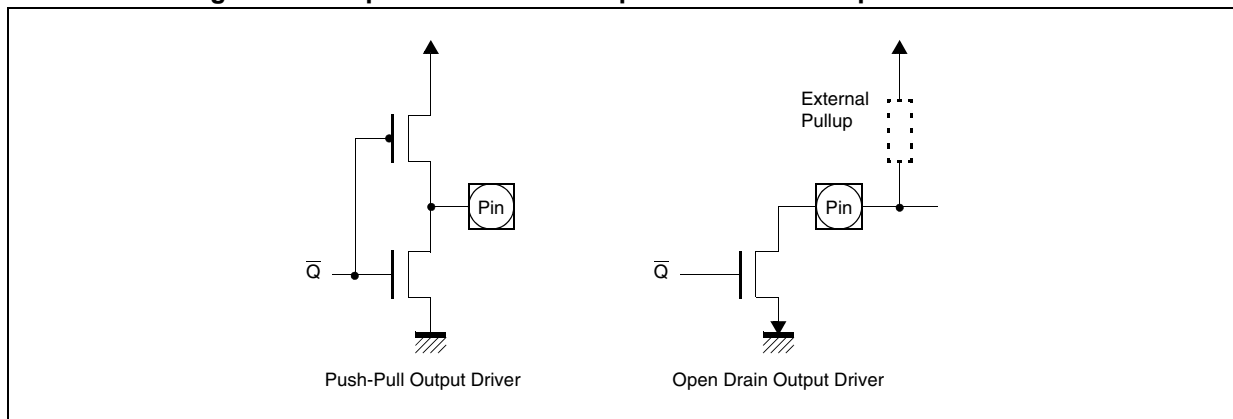 External
Pullup
Pin
Pin
Q̅
Q̅
Push-Pull Output Driver
Open Drain Output Driver